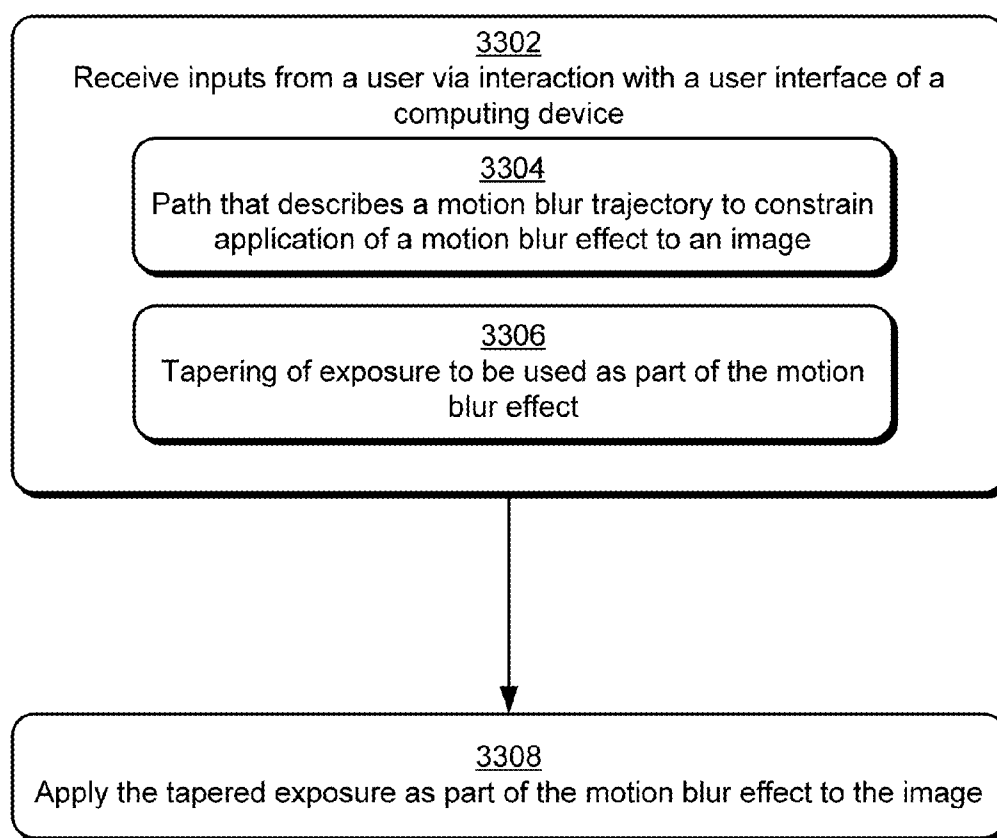 3302
Receive inputs from a user via interaction with a user interface of a
computing device
3304
Path that describes a motion blur trajectory to constrain
application of a motion blur effect to an image
3306
Tapering of exposure to be used as part of the motion
blur effect
3308
Apply the tapered exposure as part of the motion blur effect to the image